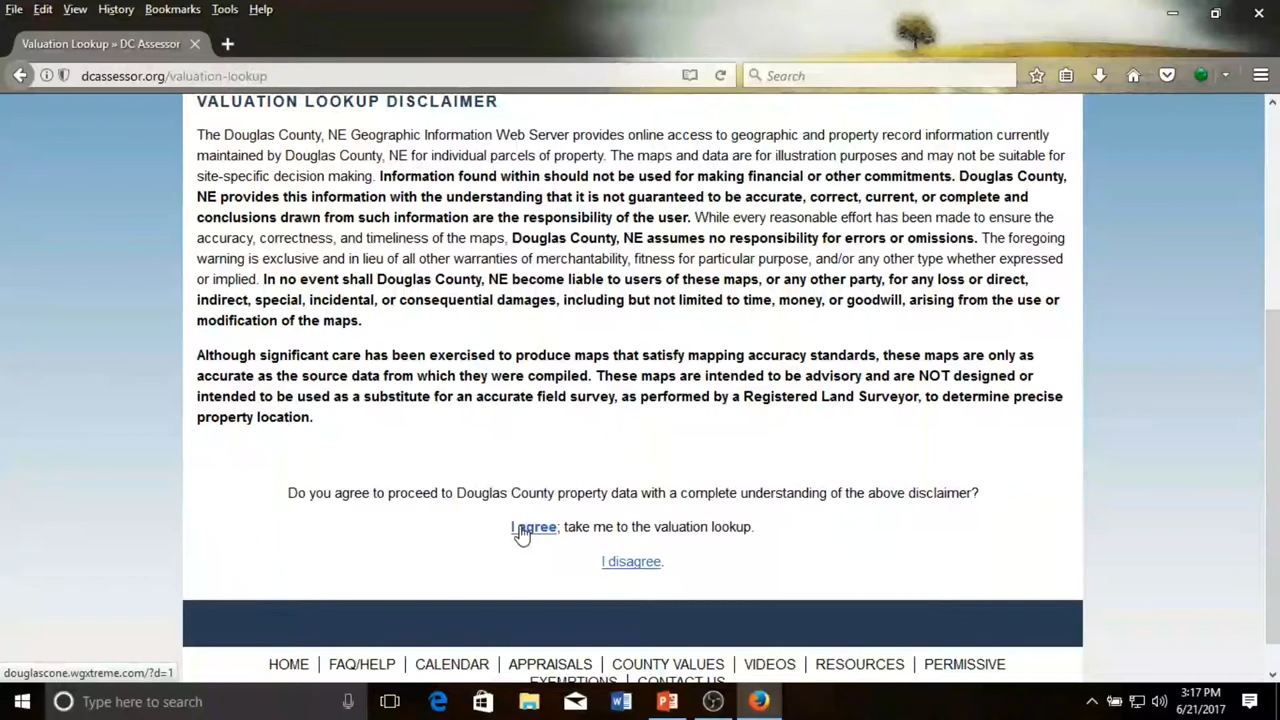 File Edit View History Bookmarks Tools Help
Valuation Lookup » DC Assessor
dcassessor.org/valuation-lookup
Search
VALUATION LOOKUP DISCLAIMER
The Douglas County, NE Geographic Information Web Server provides online access to geographic and property record information currently
maintained by Douglas County, NE for individual parcels of property. The maps and data are for illustration purposes and may not be suitable for
site-specific decision making. Information found within should not be used for making financial or other commitments. Douglas County,
NE provides this information with the understanding that it is not guaranteed to be accurate, correct, current, or complete and
conclusions drawn from such information are the responsibility of the user. While every reasonable effort has been made to ensure the
accuracy, correctness, and timeliness of the maps, Douglas County, NE assumes no responsibility for errors or omissions. The foregoing
warning is exclusive and in lieu of all other warranties of merchantability, fitness for particular purpose, and/or any other type whether expressed
or implied. In no event shall Douglas County, NE become liable to users of these maps, or any other party, for any loss or direct,
indirect, special, incidental, or consequential damages, including but not limited to time, money, or goodwill, arising from the use or
modification of the maps.
Although significant care has been exercised to produce maps that satisfy mapping accuracy standards, these maps are only as
accurate as the source data from which they were compiled. These maps are intended to be advisory and are NOT designed or
intended to be used as a substitute for an accurate field survey, as performed by a Registered Land Surveyor, to determine precise
property location.
Do you agree to proceed to Douglas County property data with a complete understanding of the above disclaimer?
I agree; take me to the valuation lookup.
I disagree.
HOME | FAQ/HELP | CALENDAR | APPRAISALS | COUNTY VALUES | VIDEOS | RESOURCES | PERMISSIVE
EXEMPTIONS | CONTACT US
douglascone.wgxtreme.com/?d=1
Type here to search
3:17 PM
6/21/2017